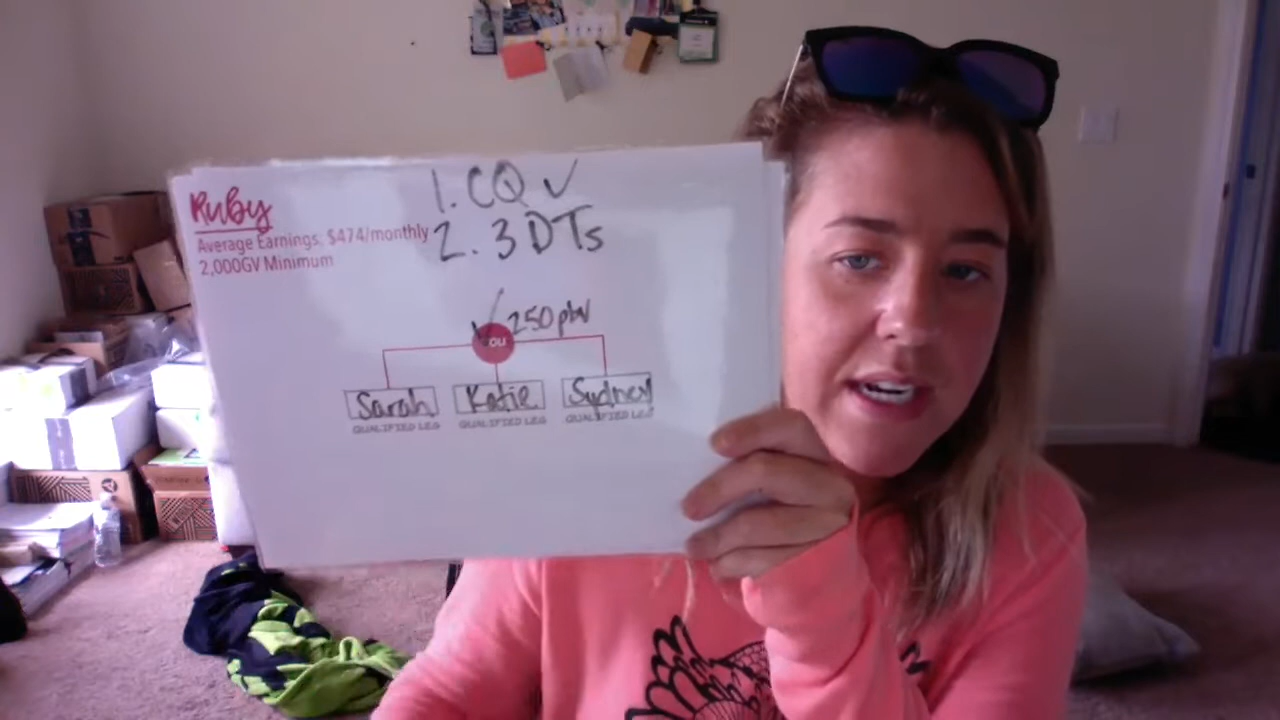 Ruby
Average Earnings, $474/monthly
2,000GV Minimum
1. CQ ✓
2. 3 DTs
✓ 250 pbv
You
Sarah Katie Sydney
QUALIFIED LEG QUALIFIED LEG QUALIFIED LEG